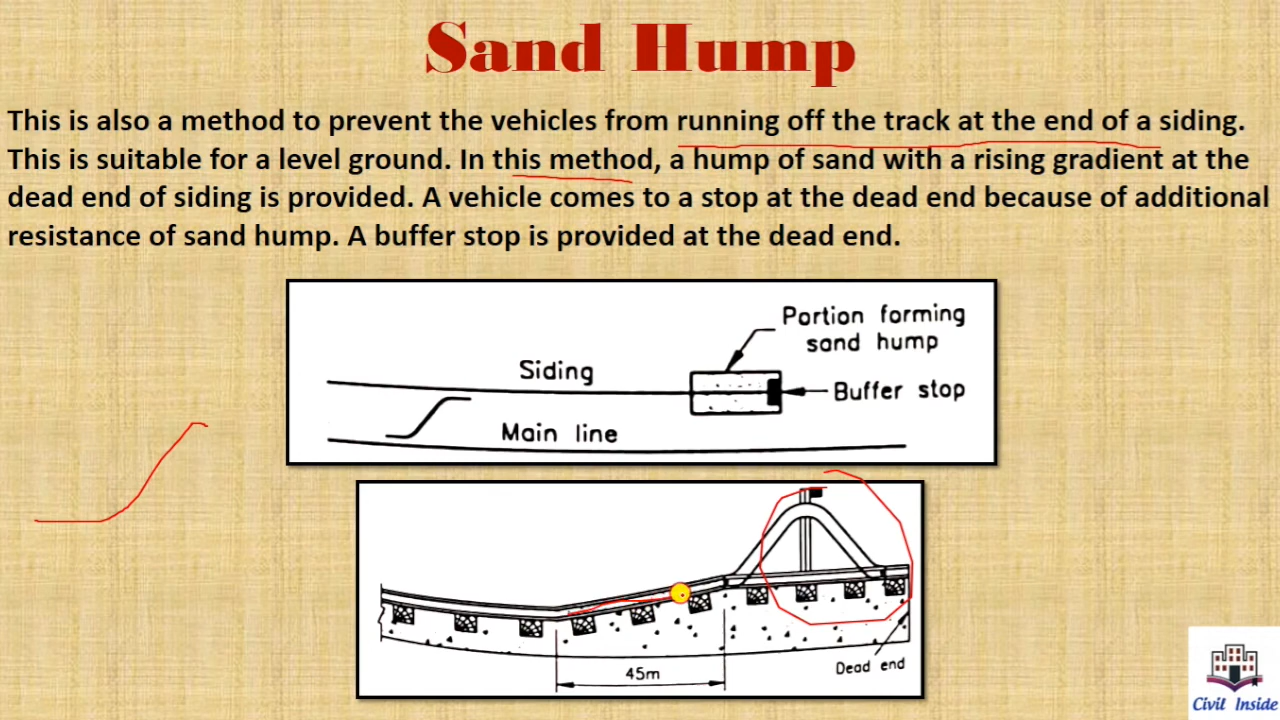 Sand Hump
This is also a method to prevent the vehicles from running off the track at the end of a siding.
This is suitable for a level ground. In this method, a hump of sand with a rising gradient at the
dead end of siding is provided. A vehicle comes to a stop at the dead end because of additional
resistance of sand hump. A buffer stop is provided at the dead end.
Portion forming
sand hump
Siding
Buffer stop
Main line
45m
Dead end
Civil Inside